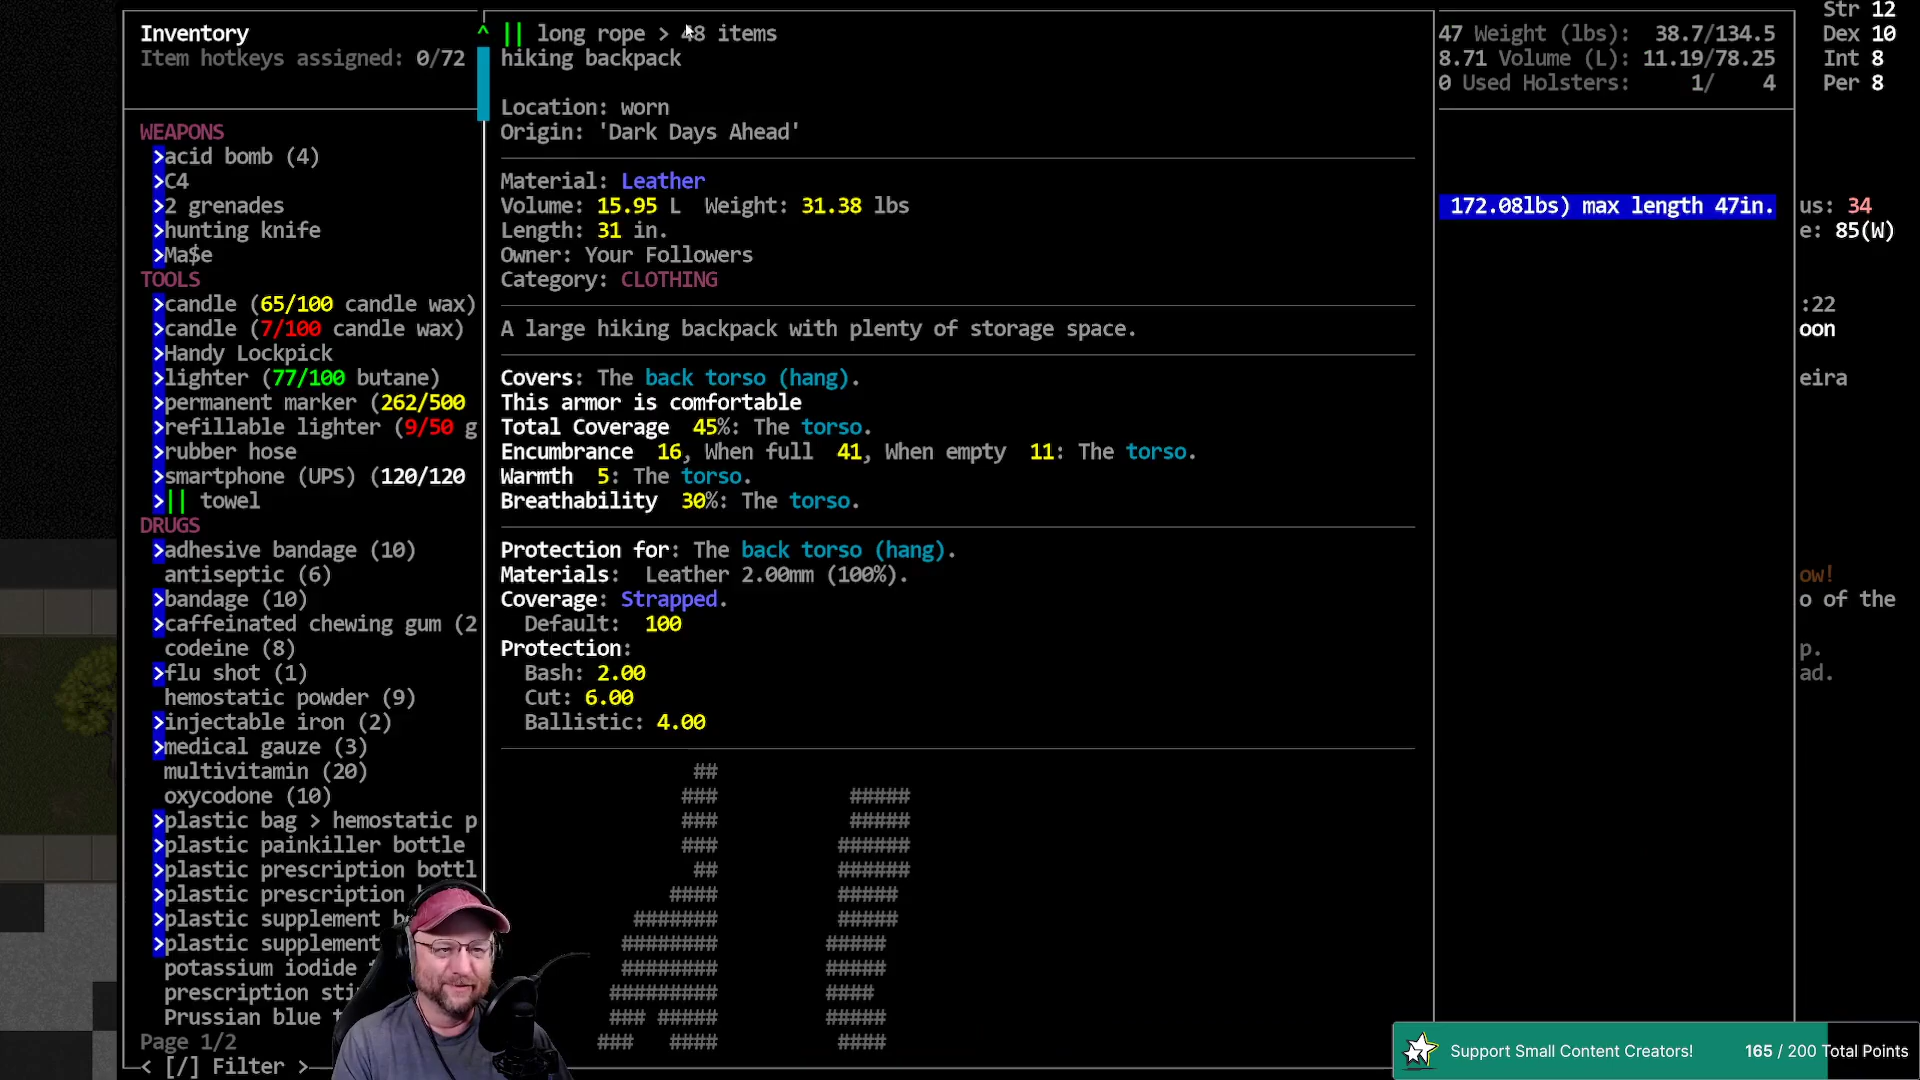 Inventory
Item hotkeys assigned: 0/72
WEAPONS
>acid bomb (4)
>C4
>2 grenades
>hunting knife
>Ma$e
TOOLS
>candle (65/100 candle wax)
>candle (7/100 candle wax)
>Handy Lockpick
>lighter (77/100 butane)
>permanent marker (262/500
>refillable lighter (9/50 g
>rubber hose
>smartphone (UPS) (120/120
>|| towel
DRUGS
>adhesive bandage (10)
antiseptic (6)
>bandage (10)
>caffeinated chewing gum (2
codeine (8)
>flu shot (1)
hemostatic powder (9)
>injectable iron (2)
>medical gauze (3)
multivitamin (20)
oxycodone (10)
>plastic bag > hemostatic p
>plastic painkiller bottle
>plastic prescription bottl
>plastic prescription
>plastic supplement b
>plastic supplement
potassium iodide
prescription sti
Prussian blue t
Page 1/2
< [/] Filter >
^ || long rope > 48 items
hiking backpack
Location: worn
Origin: 'Dark Days Ahead'
Material: Leather
Volume: 15.95 L Weight: 31.38 lbs
Length: 31 in.
Owner: Your Followers
Category: CLOTHING
A large hiking backpack with plenty of storage space.
Covers: The back torso (hang).
This armor is comfortable
Total Coverage 45%: The torso.
Encumbrance 16, When full 41, When empty 11: The torso.
Warmth 5: The torso.
Breathability 30%: The torso.
Protection for: The back torso (hang).
Materials: Leather 2.00mm (100%).
Coverage: Strapped.
Default: 100
Protection:
Bash: 2.00
Cut: 6.00
Ballistic: 4.00
## 
### #####
### #####
### ######
## ######
#### #####
####### #####
######## #####
######## #####
######### ####
### ##### #####
### #### ####
47 Weight (lbs): 38.7/134.5
8.71 Volume (L): 11.19/78.25
0 Used Holsters: 1/ 4
172.08lbs) max length 47in.
Str 12
Dex 10
Int 8
Per 8
us: 34
e: 85(W)
:22
oon
eira
ow!
o of the
p.
ad.
Support Small Content Creators! 165 / 200 Total Points